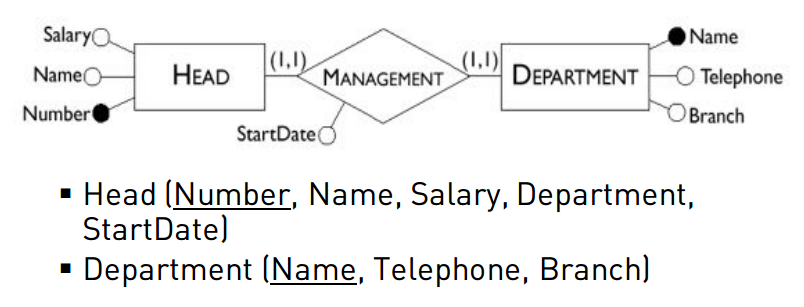 Salary
Name
Number
HEAD
(1,1)
MANAGEMENT
StartDate
(1,1)
DEPARTMENT
Name
Telephone
Branch
▪ Head (Number, Name, Salary, Department,
StartDate)
▪ Department (Name, Telephone, Branch)